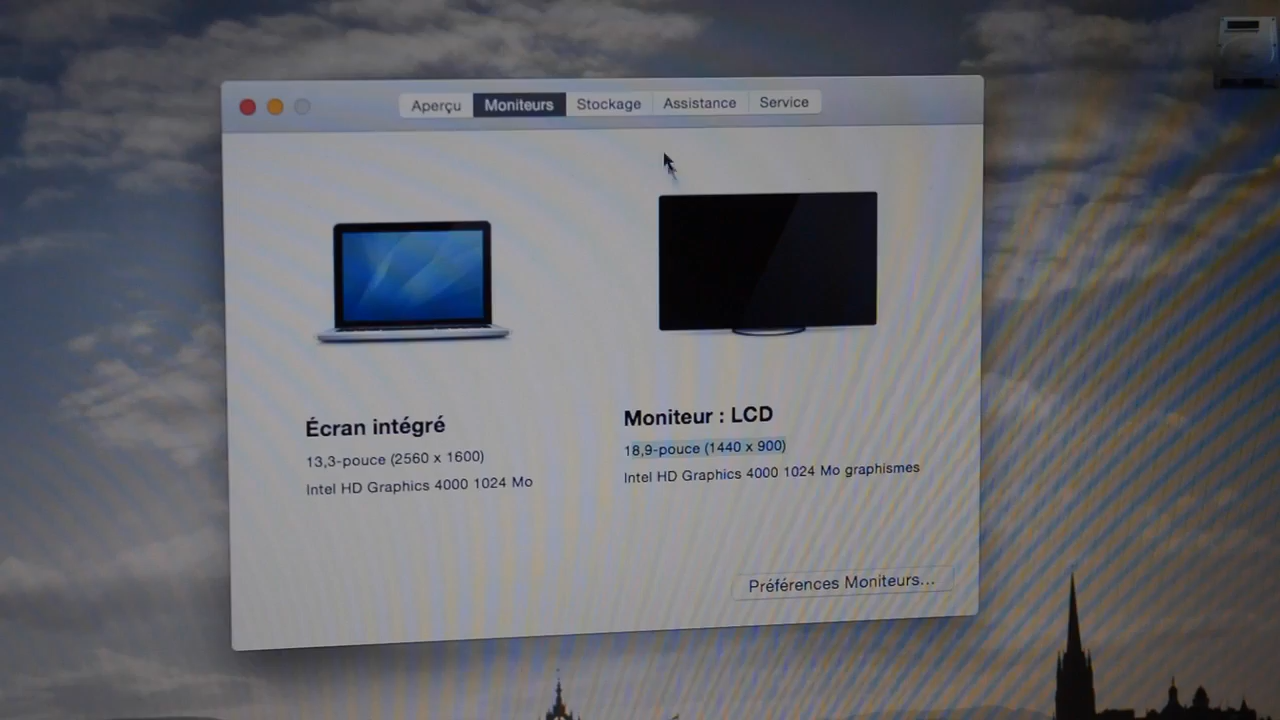 Aperçu Moniteurs Stockage Assistance Service
Écran intégré
13,3-pouce (2560 x 1600)
Intel HD Graphics 4000 1024 Mo
Moniteur : LCD
18,9-pouce (1440 x 900)
Intel HD Graphics 4000 1024 Mo graphismes
Préférences Moniteurs...